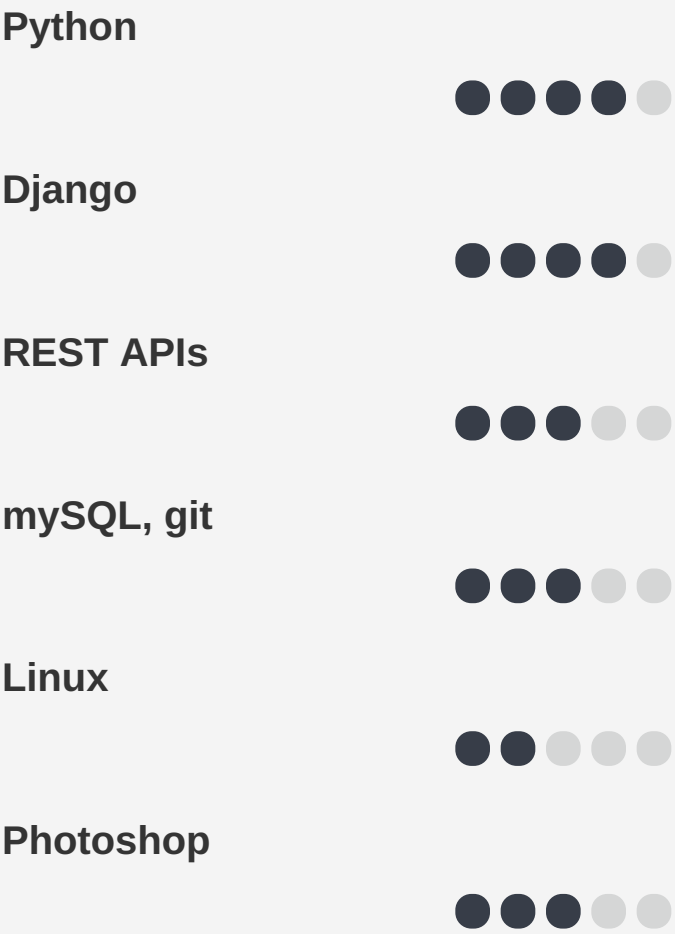 Python
Django
REST APIs
mySQL, git
Linux
Photoshop